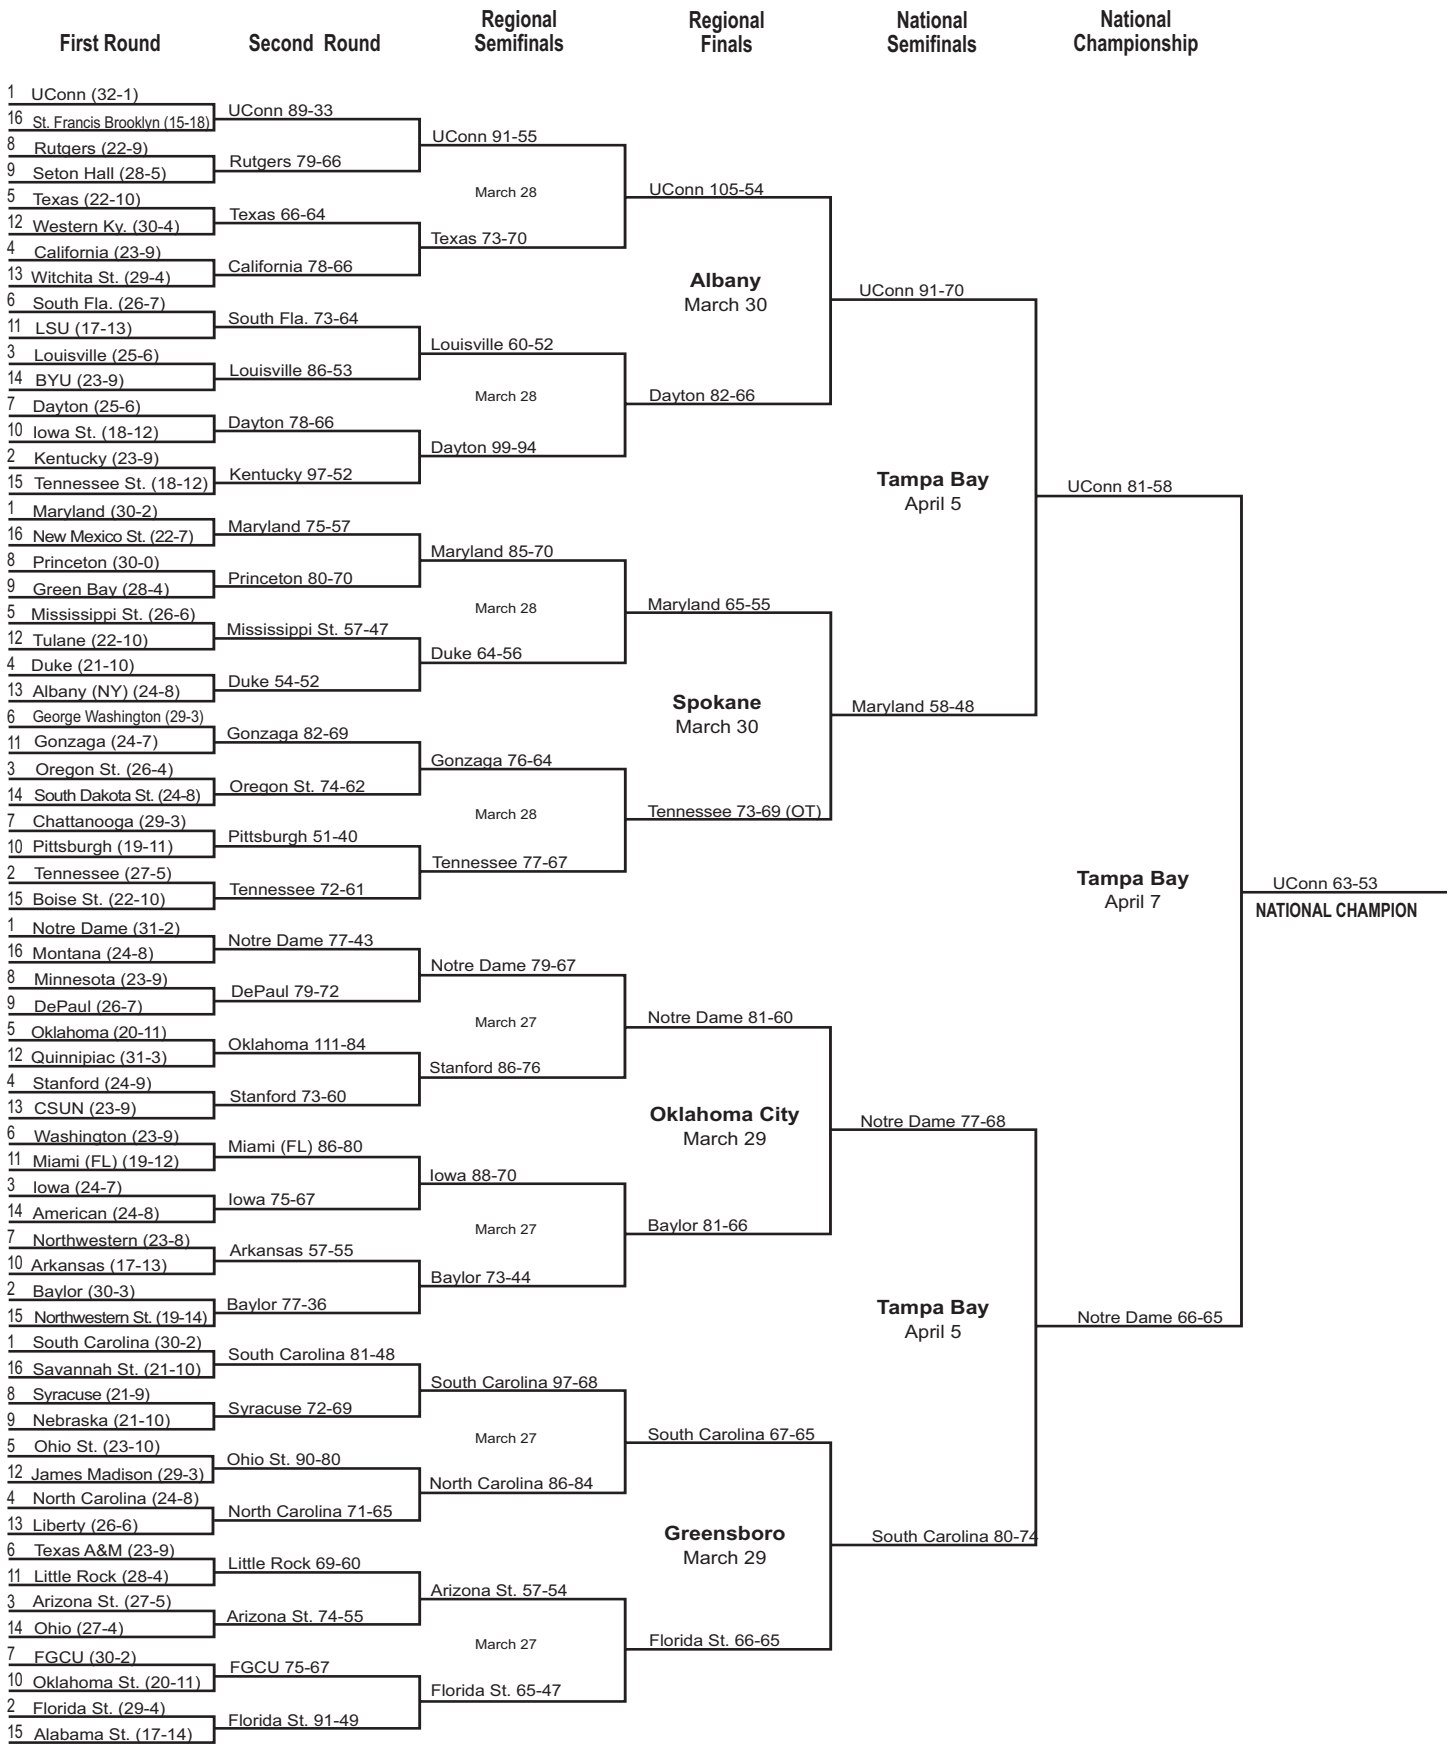 Regional
Semifinals
Regional
Finals
National
Semifinals
National
Championship
First Round
Second Round
1 UConn (32-1)
16 St. Francis Brooklyn (15-18)
8 Rutgers (22-9)
9 Seton Hall (28-5)
5 Texas (22-10)
12 Western Ky. (30-4)
4 California (23-9)
13 Witchita St. (29-4)
6 South Fla. (26-7)
11 LSU (17-13)
3 Louisville (25-6)
14 BYU (23-9)
7 Dayton (25-6)
10 Iowa St. (18-12)
2 Kentucky (23-9)
15 Tennessee St. (18-12)
1 Maryland (30-2)
16 New Mexico St. (22-7)
8 Princeton (30-0)
9 Green Bay (28-4)
5 Mississippi St. (26-6)
12 Tulane (22-10)
4 Duke (21-10)
13 Albany (NY) (24-8)
6 George Washington (29-3)
11 Gonzaga (24-7)
3 Oregon St. (26-4)
14 South Dakota St. (24-8)
7 Chattanooga (29-3)
10 Pittsburgh (19-11)
2 Tennessee (27-5)
15 Boise St. (22-10)
1 Notre Dame (31-2)
16 Montana (24-8)
8 Minnesota (23-9)
9 DePaul (26-7)
5 Oklahoma (20-11)
12 Quinnipiac (31-3)
4 Stanford (24-9)
13 CSUN (23-9)
6 Washington (23-9)
11 Miami (FL) (19-12)
3 Iowa (24-7)
14 American (24-8)
7 Northwestern (23-8)
10 Arkansas (17-13)
2 Baylor (30-3)
15 Northwestern St. (19-14)
1 South Carolina (30-2)
16 Savannah St. (21-10)
8 Syracuse (21-9)
9 Nebraska (21-10)
5 Ohio St. (23-10)
12 James Madison (29-3)
4 North Carolina (24-8)
13 Liberty (26-6)
6 Texas A&M (23-9)
11 Little Rock (28-4)
3 Arizona St. (27-5)
14 Ohio (27-4)
7 FGCU (30-2)
10 Oklahoma St. (20-11)
2 Florida St. (29-4)
15 Alabama St. (17-14)
UConn 89-33
Rutgers 79-66
Texas 66-64
California 78-66
South Fla. 73-64
Louisville 86-53
Dayton 78-66
Kentucky 97-52
Maryland 75-57
Princeton 80-70
Mississippi St. 57-47
Duke 54-52
Gonzaga 82-69
Oregon St. 74-62
Pittsburgh 51-40
Tennessee 72-61
Notre Dame 77-43
DePaul 79-72
Oklahoma 111-84
Stanford 73-60
Miami (FL) 86-80
Iowa 75-67
Arkansas 57-55
Baylor 77-36
South Carolina 81-48
Syracuse 72-69
Ohio St. 90-80
North Carolina 71-65
Little Rock 69-60
Arizona St. 74-55
FGCU 75-67
Florida St. 91-49
UConn 91-55
March 28
Texas 73-70
Louisville 60-52
March 28
Dayton 99-94
Maryland 85-70
March 28
Duke 64-56
Gonzaga 76-64
March 28
Tennessee 77-67
Notre Dame 79-67
March 27
Stanford 86-76
Iowa 88-70
March 27
Baylor 73-44
South Carolina 97-68
March 27
North Carolina 86-84
Arizona St. 57-54
March 27
Florida St. 65-47
UConn 105-54
Albany
March 30
Dayton 82-66
Maryland 65-55
Spokane
March 30
Tennessee 73-69 (OT)
Notre Dame 81-60
Oklahoma City
March 29
Baylor 81-66
South Carolina 67-65
Greensboro
March 29
Florida St. 66-65
UConn 91-70
Tampa Bay
April 5
Maryland 58-48
Notre Dame 77-68
Tampa Bay
April 5
South Carolina 80-74
UConn 81-58
Tampa Bay
April 7
Notre Dame 66-65
UConn 63-53
NATIONAL CHAMPION